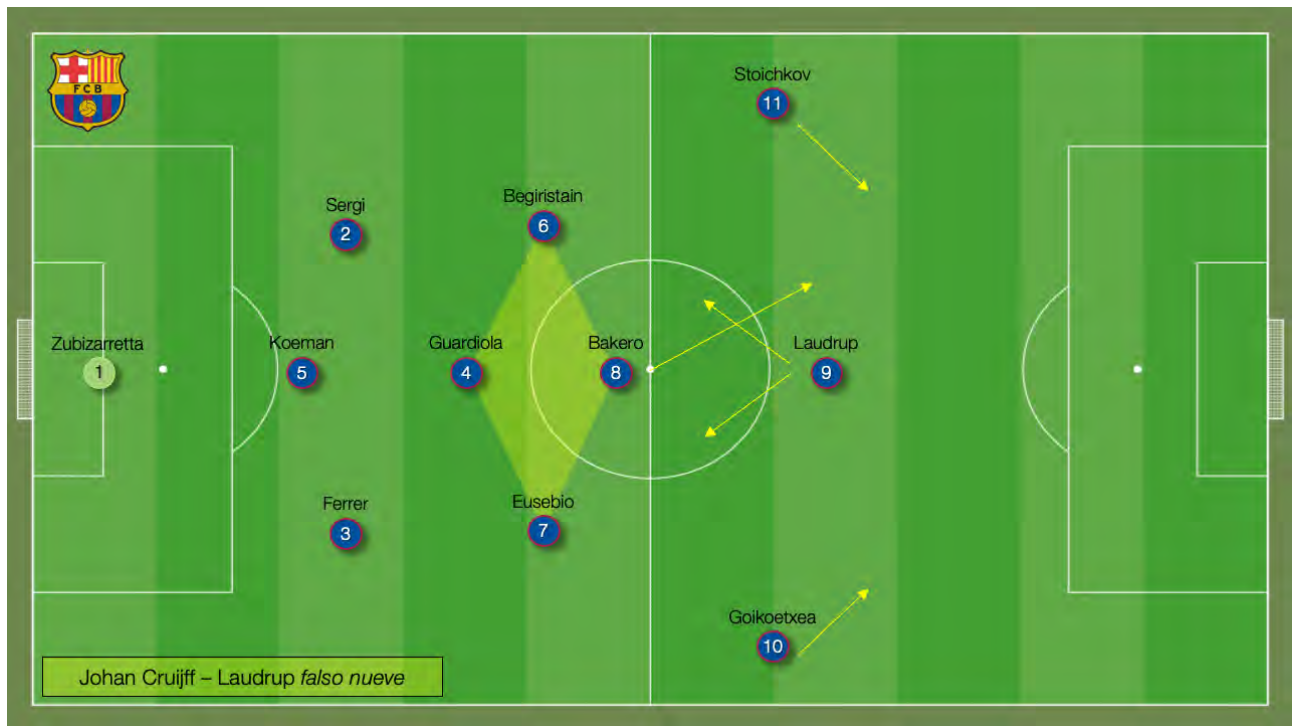 FCB
Stoichkov
11
Begiristain
6
Sergi
2
Zubizarretta
1
Koeman
5
Guardiola
4
Bakero
8
Laudrup
9
Ferrer
3
Eusebio
7
Goikoetxea
10
Johan Cruijff – Laudrup falso nueve